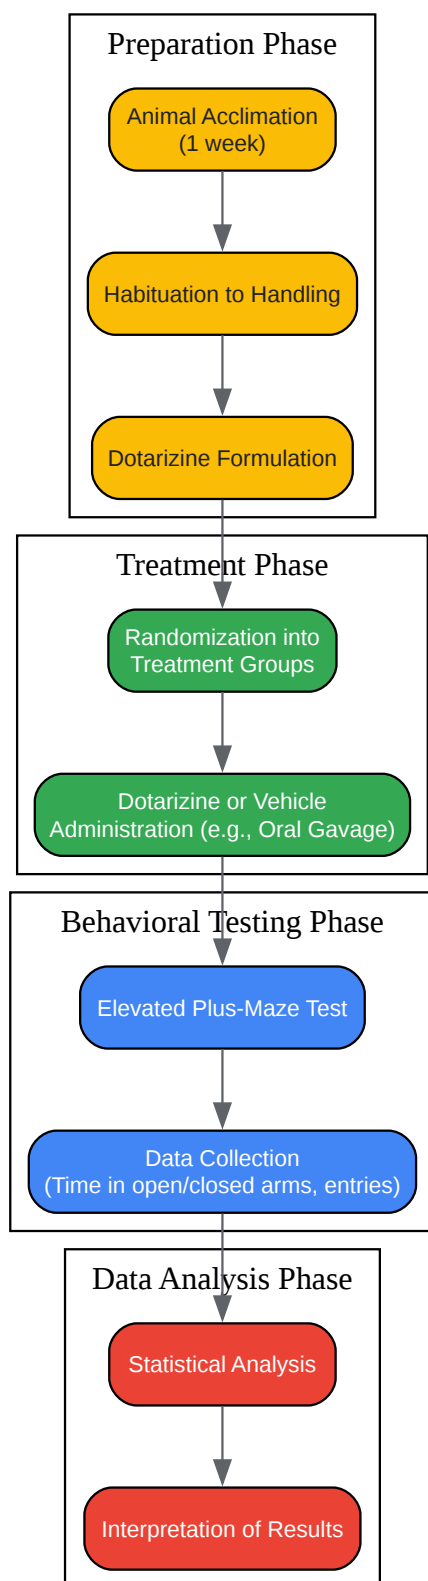 Preparation Phase
Animal Acclimation
(1 week)
Habituation to Handling
Dotarizine Formulation
Treatment Phase
Randomization into
Treatment Groups
Dotarizine or Vehicle
Administration (e.g., Oral Gavage)
Behavioral Testing Phase
Elevated Plus-Maze Test
Data Collection
(Time in open/closed arms, entries)
Data Analysis Phase
Statistical Analysis
Interpretation of Results